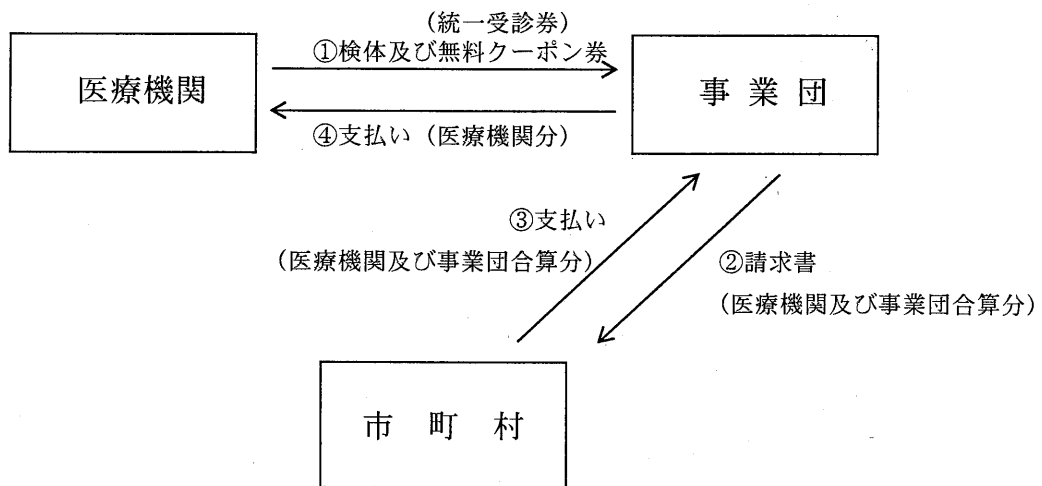 (統一受診券)
①検体及び無料クーポン券
医療機関
事業団
④支払い(医療機関分)
③支払い
(医療機関及び事業団合算分)
②請求書
(医療機関及び事業団合算分)
市町村